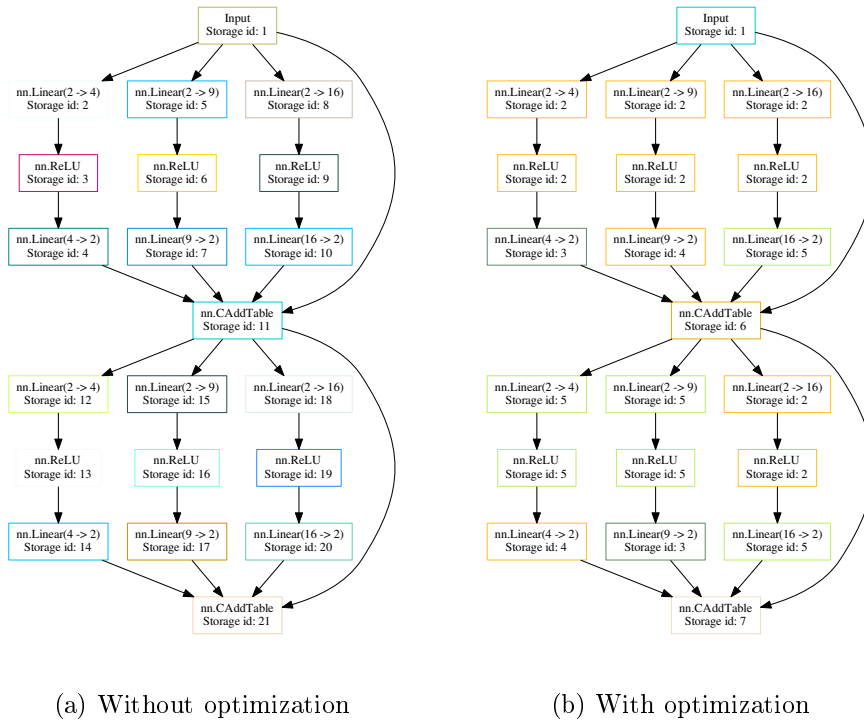 Input
Storage id: 1
nn.Linear(2 -> 4)
Storage id: 2
nn.Linear(2 -> 9)
Storage id: 5
nn.Linear(2 -> 16)
Storage id: 8
nn.ReLU
Storage id: 3
nn.ReLU
Storage id: 6
nn.ReLU
Storage id: 9
nn.Linear(4 -> 2)
Storage id: 4
nn.Linear(9 -> 2)
Storage id: 7
nn.Linear(16 -> 2)
Storage id: 10
nn.CAddTable
Storage id: 11
nn.Linear(2 -> 4)
Storage id: 12
nn.Linear(2 -> 9)
Storage id: 15
nn.Linear(2 -> 16)
Storage id: 18
nn.ReLU
Storage id: 13
nn.ReLU
Storage id: 16
nn.ReLU
Storage id: 19
nn.Linear(4 -> 2)
Storage id: 14
nn.Linear(9 -> 2)
Storage id: 17
nn.Linear(16 -> 2)
Storage id: 20
nn.CAddTable
Storage id: 21
(a) Without optimization
Input
Storage id: 1
nn.Linear(2 -> 4)
Storage id: 2
nn.Linear(2 -> 9)
Storage id: 2
nn.Linear(2 -> 16)
Storage id: 2
nn.ReLU
Storage id: 2
nn.ReLU
Storage id: 2
nn.ReLU
Storage id: 2
nn.Linear(4 -> 2)
Storage id: 3
nn.Linear(9 -> 2)
Storage id: 4
nn.Linear(16 -> 2)
Storage id: 5
nn.CAddTable
Storage id: 6
nn.Linear(2 -> 4)
Storage id: 5
nn.Linear(2 -> 9)
Storage id: 5
nn.Linear(2 -> 16)
Storage id: 2
nn.ReLU
Storage id: 5
nn.ReLU
Storage id: 5
nn.ReLU
Storage id: 2
nn.Linear(4 -> 2)
Storage id: 4
nn.Linear(9 -> 2)
Storage id: 3
nn.Linear(16 -> 2)
Storage id: 5
nn.CAddTable
Storage id: 7
(b) With optimization